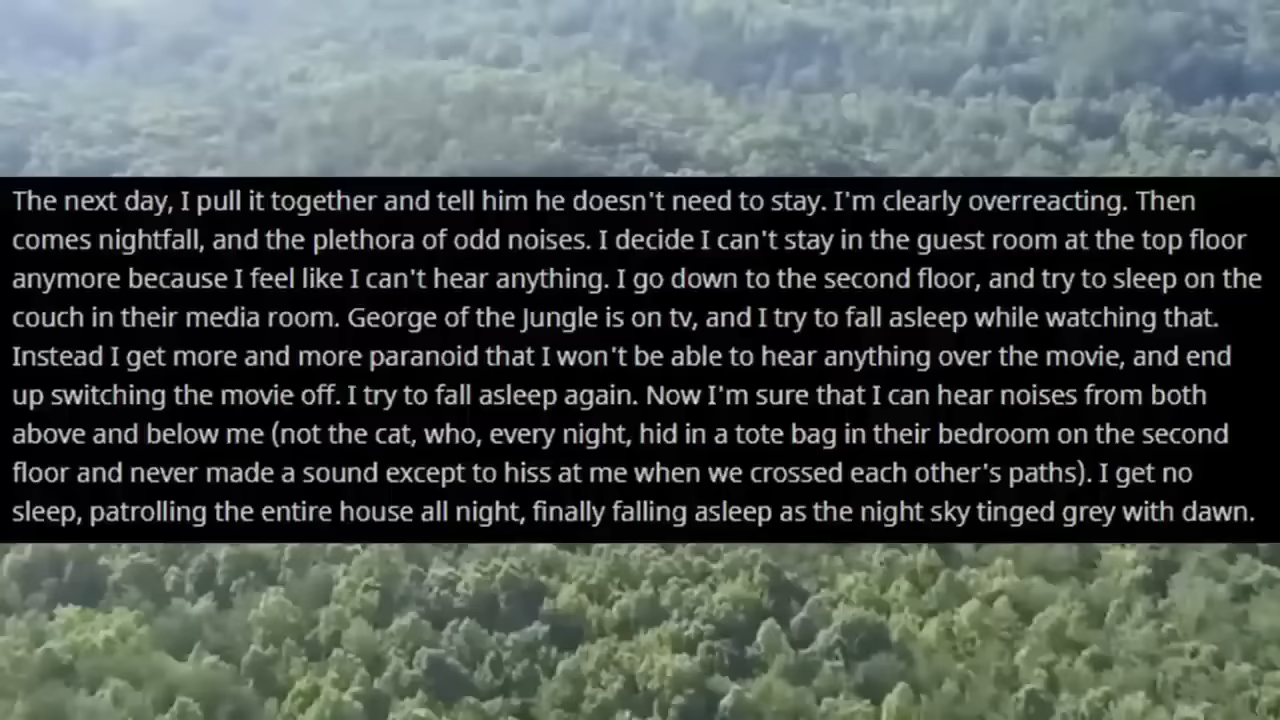 The next day, I pull it together and tell him he doesn't need to stay. I'm clearly overreacting. Then
comes nightfall, and the plethora of odd noises. I decide I can't stay in the guest room at the top floor
anymore because I feel like I can't hear anything. I go down to the second floor, and try to sleep on the
couch in their media room. George of the Jungle is on tv, and I try to fall asleep while watching that.
Instead I get more and more paranoid that I won't be able to hear anything over the movie, and end
up switching the movie off. I try to fall asleep again. Now I'm sure that I can hear noises from both
above and below me (not the cat, who, every night, hid in a tote bag in their bedroom on the second
floor and never made a sound except to hiss at me when we crossed each other's paths). I get no
sleep, patrolling the entire house all night, finally falling asleep as the night sky tinged grey with dawn.